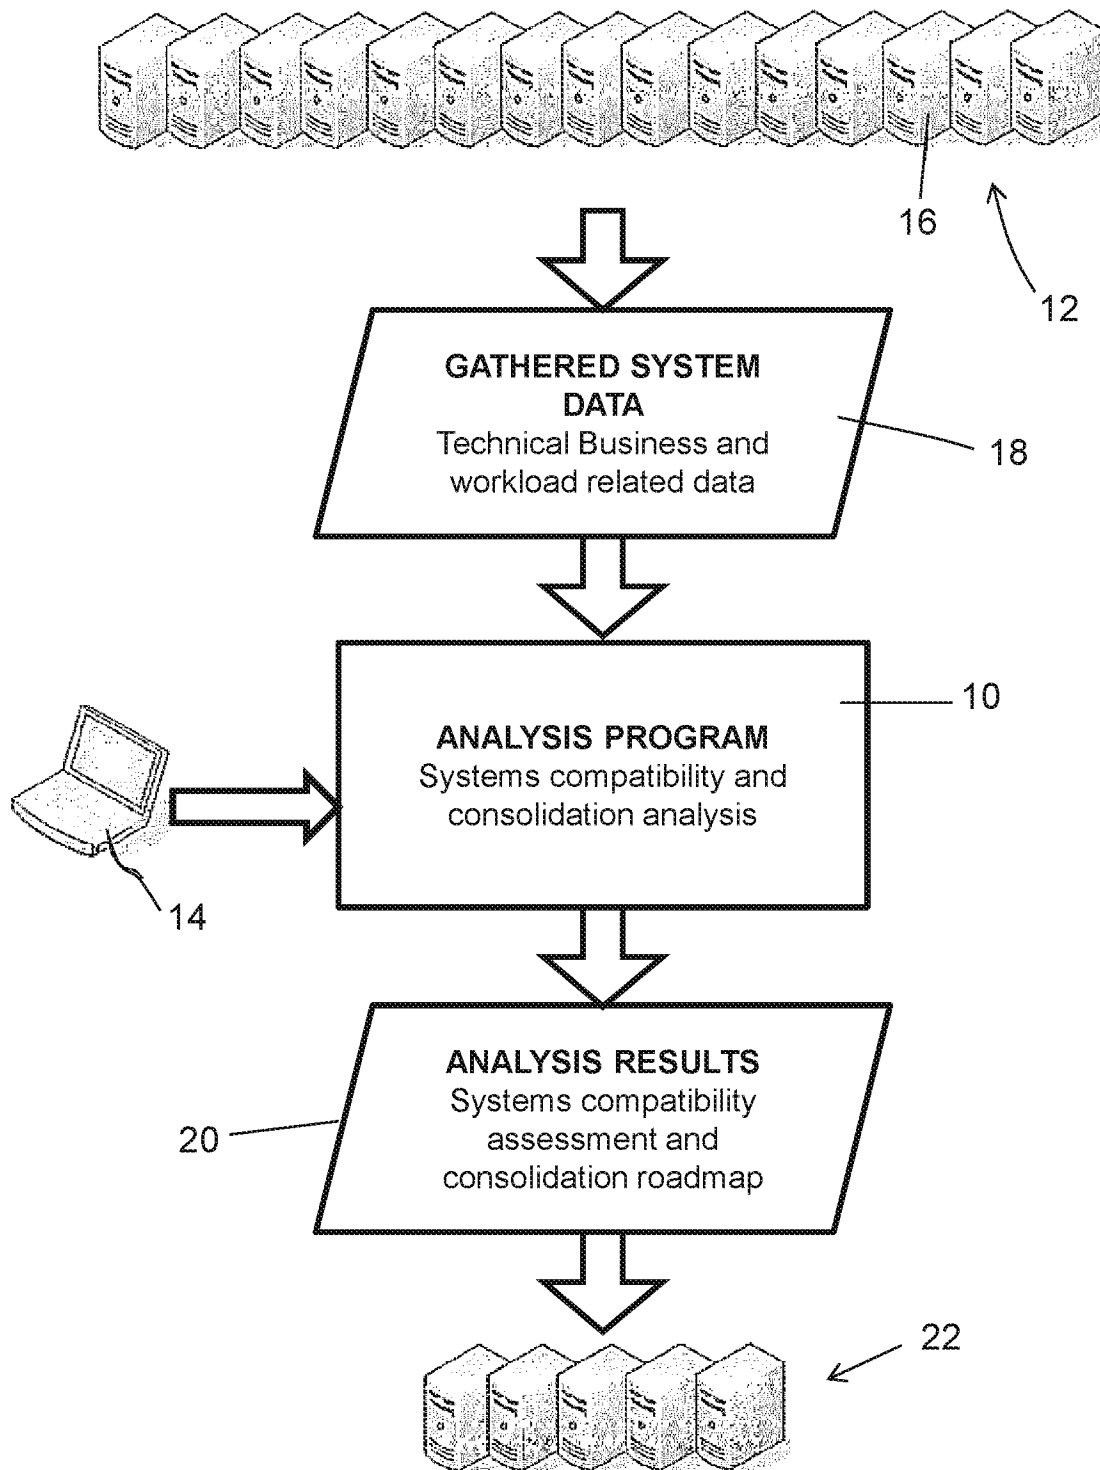 16
12
GATHERED SYSTEM
DATA
Technical Business and
workload related data
18
10
ANALYSIS PROGRAM
Systems compatibility and
consolidation analysis
14
ANALYSIS RESULTS
Systems compatibility
assessment and
consolidation roadmap
20
22